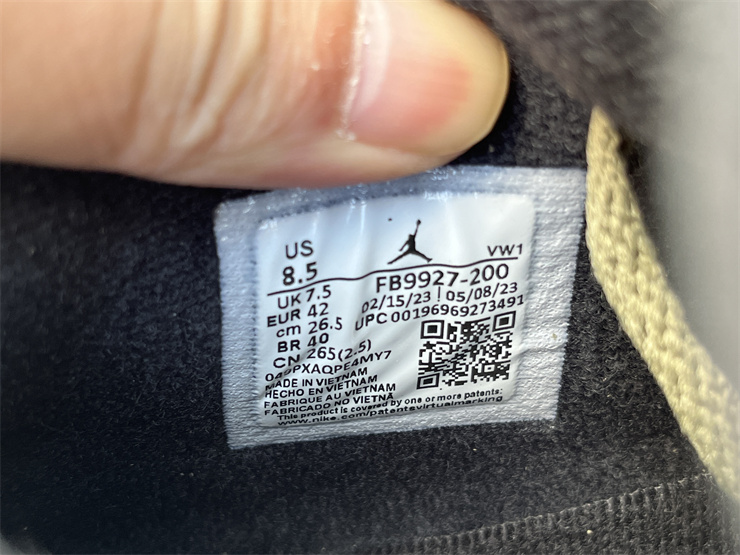 US
8.5
VW1
UK 7.5
FB9927-200
EUR 42
02/15/23 05/08/23
cm 26.5
UPC 00196969273491
BR 40
CN 265(2.5)
MADE IN VIETNAM
HECHO EN VIETNAM
FABRIQUE AU VIETNAM
FABRICADO NO VIETNÃ
This product is covered by one or more patents:
www.nike.com/patentsvirtualmarking